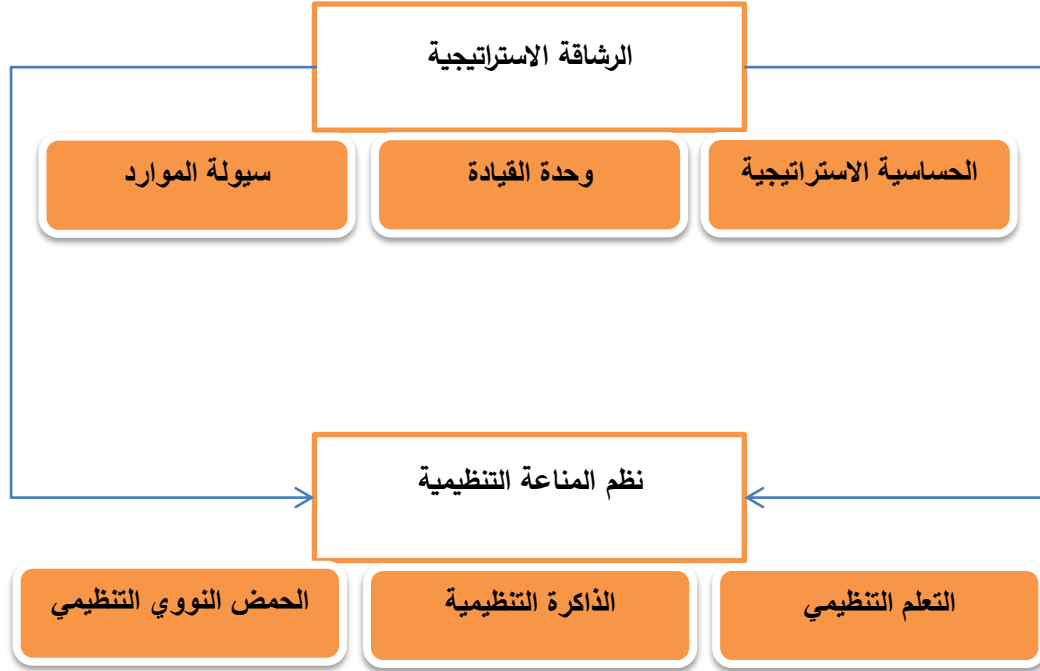 الرشاقة الاستراتيجية
الحساسية الاستراتيجية
وحدة القيادة
سيولة الموارد
نظم المناعة التنظيمية
التعلم التنظيمي
الذاكرة التنظيمية
الحمض النووي التنظيمي